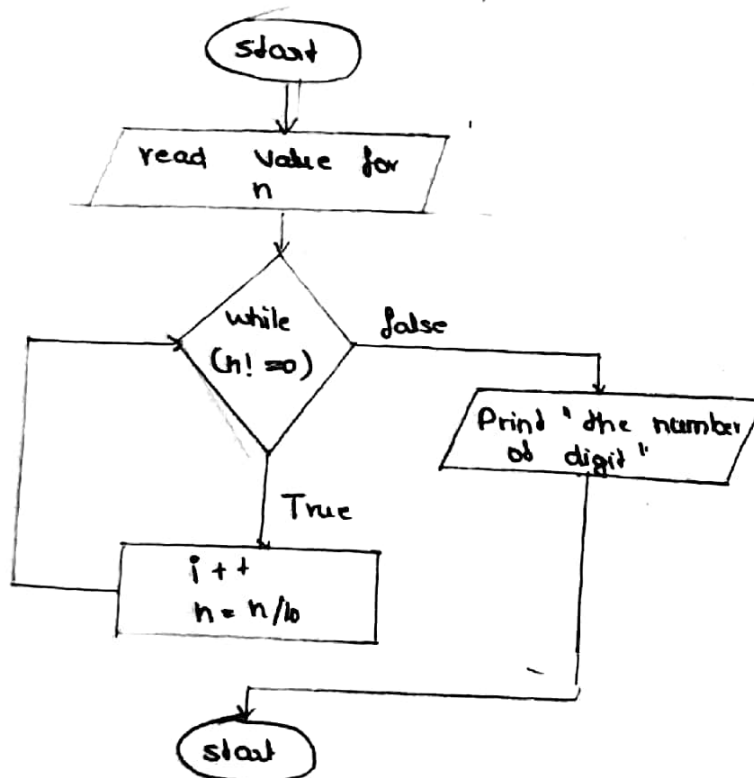 start
read value for
n
while
(n! =0)
false
Print "the number
of digit"
True
i++
n = n/10
start